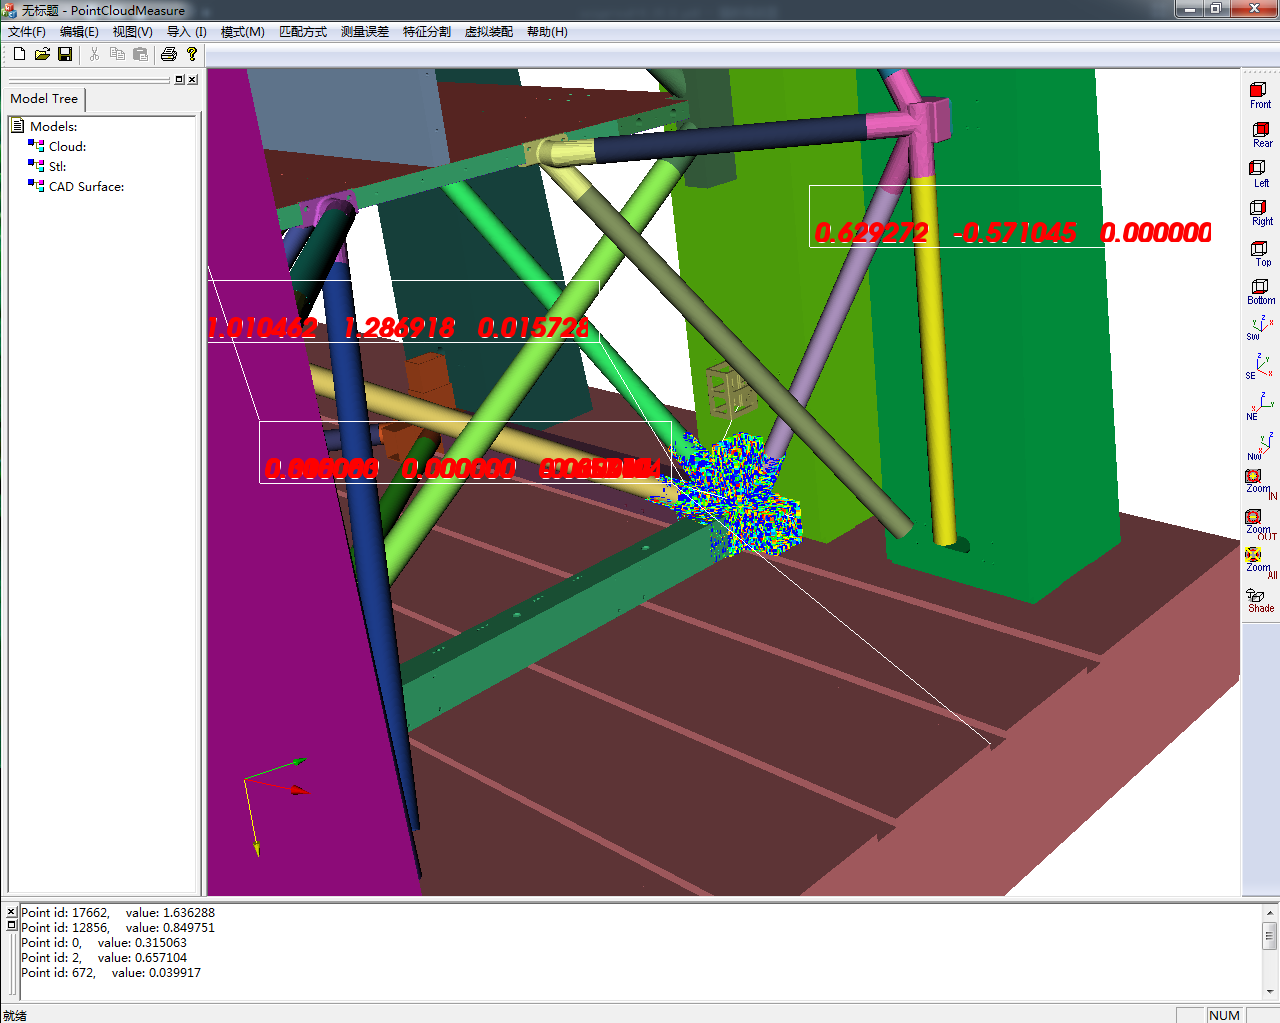 无标题 - PointCloudMeasure
文件(F) 编辑(E) 视图(V) 导入 (I) 模式(M) 匹配方式 测量误差 特征分割 虚拟装配 帮助(H)
Model Tree
Models:
Cloud:
Stl:
CAD Surface:
0.629272 -0.571045 0.000000
1.010462 1.286918 0.015728
0.000000
Front
Rear
Left
Right
Top
Bottom
Z
Y
X
SW
Z
Y
X
SE
Z
X
Y
NE
Z
Y
X
NW
Zoom
IN
Zoom
OUT
Zoom
All
Shade
Point id: 17662, value: 1.636288
Point id: 12856, value: 0.849751
Point id: 0, value: 0.315063
Point id: 2, value: 0.657104
Point id: 672, value: 0.039917
就绪
NUM